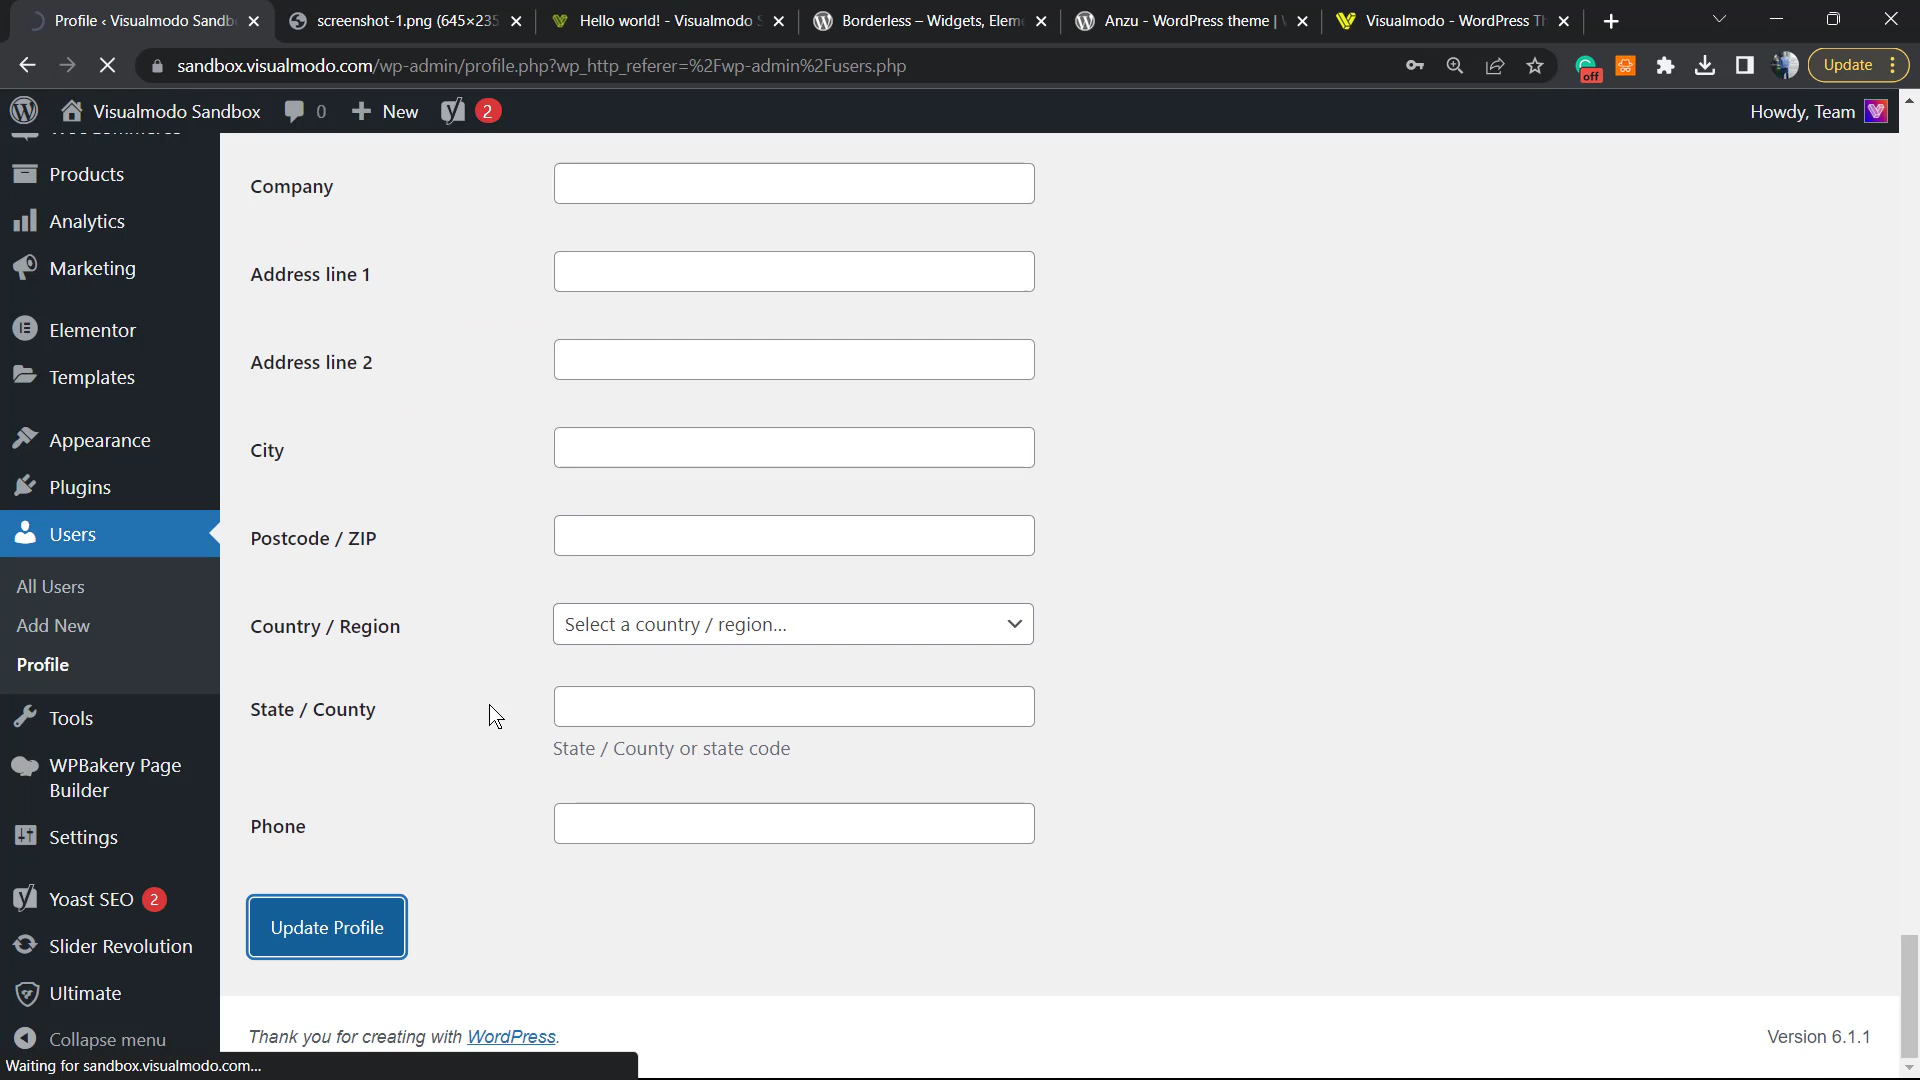 Profile ‹ Visualmodo Sandb
screenshot-1.png (645×235
Hello world! - Visualmodo S
Borderless – Widgets, Elem
Anzu - WordPress theme |
Visualmodo - WordPress Th
sandbox.visualmodo.com/wp-admin/profile.php?wp_http_referer=%2Fwp-admin%2Fusers.php
off
Update
Visualmodo Sandbox
0
New
2
Howdy, Team
Products
Analytics
Marketing
Elementor
Templates
Appearance
Plugins
Users
All Users
Add New
Profile
Tools
WPBakery Page
Builder
Settings
Yoast SEO 2
Slider Revolution
Ultimate
Collapse menu
Company
Address line 1
Address line 2
City
Postcode / ZIP
Country / Region
Select a country / region...
State / County
State / County or state code
Phone
Update Profile
Thank you for creating with WordPress.
Version 6.1.1
Waiting for sandbox.visualmodo.com...